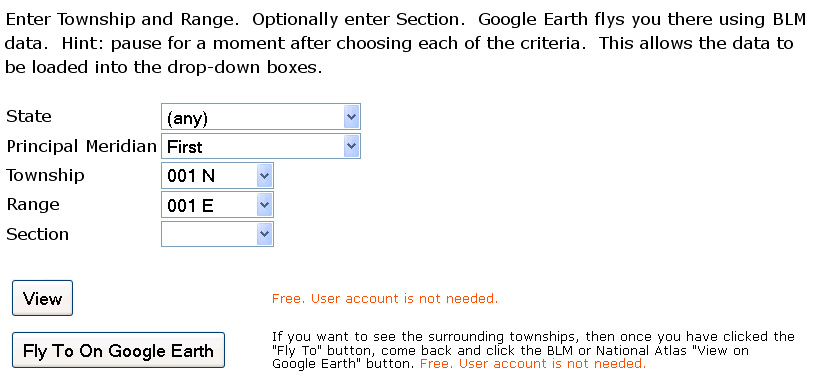 Enter Township and Range.  Optionally enter Section.  Google Earth flys you there using BLM
data.  Hint: pause for a moment after choosing each of the criteria.  This allows the data to
be loaded into the drop-down boxes.
State (any)
Principal Meridian First
Township 001 N
Range 001 E
Section
View Free. User account is not needed.
If you want to see the surrounding townships, then once you have clicked the
Fly To On Google Earth "Fly To" button, come back and click the BLM or National Atlas "View on
Google Earth" button. Free. User account is not needed.